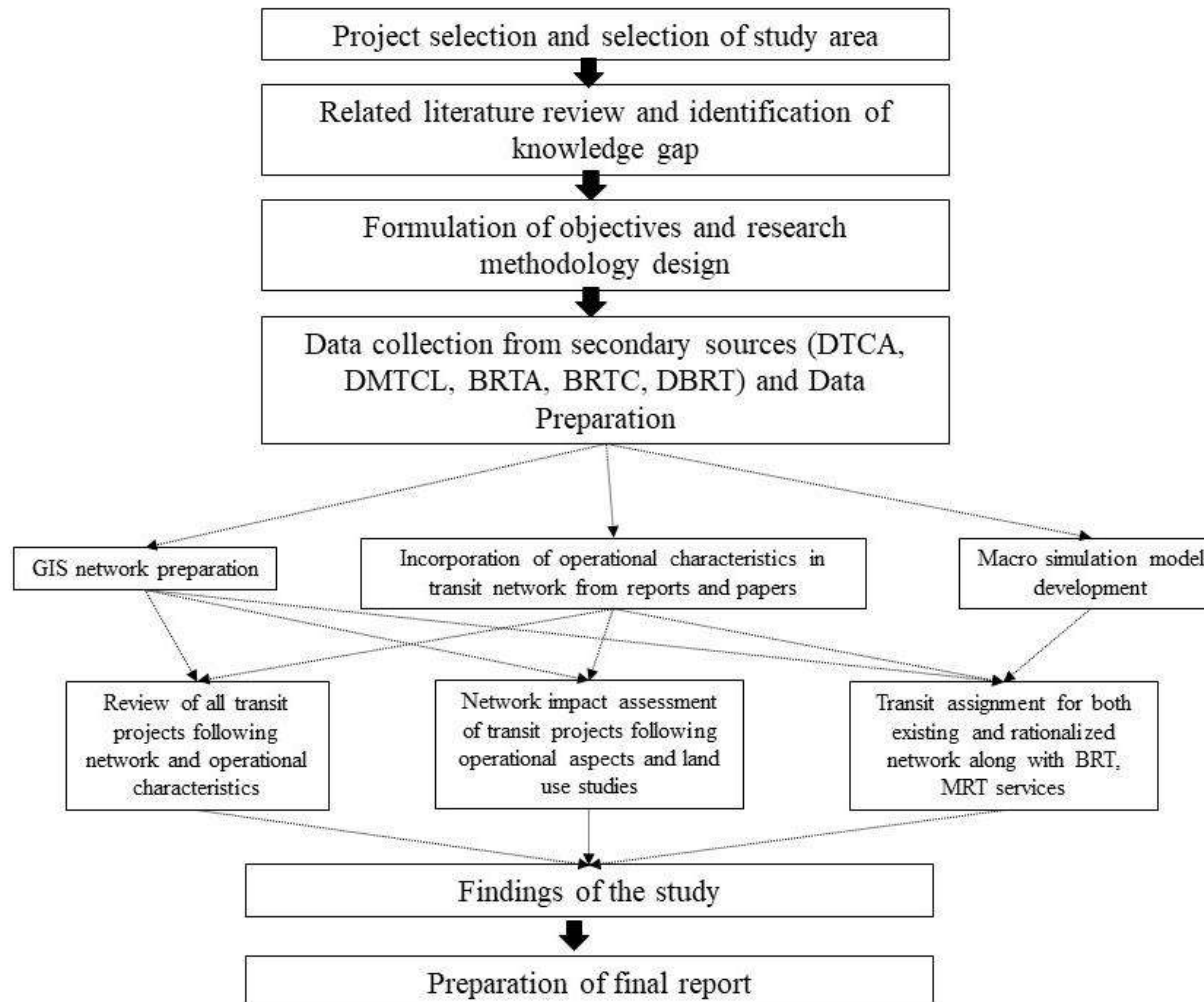 Project selection and selection of study area
Related literature review and identification of
knowledge gap
Formulation of objectives and research
methodology design
Data collection from secondary sources (DTCA,
DMTCL, BRTA, BRTC, DBRT) and Data
Preparation
GIS network preparation
Incorporation of operational characteristics in
transit network from reports and papers
Macro simulation model
development
Review of all transit
projects following
network and operational
characteristics
Network impact assessment
of transit projects following
operational aspects and land
use studies
Transit assignment for both
existing and rationalized
network along with BRT,
MRT services
Findings of the study
Preparation of final report